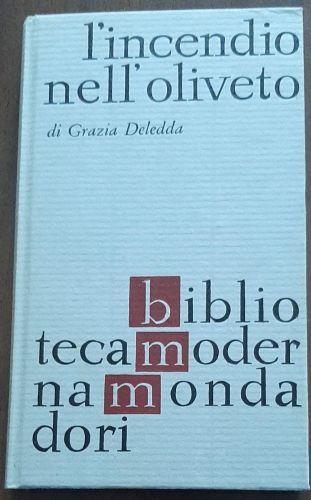 l'incendio
nell'oliveto
di Grazia Deledda
biblio
tecamoder
namonda
dori